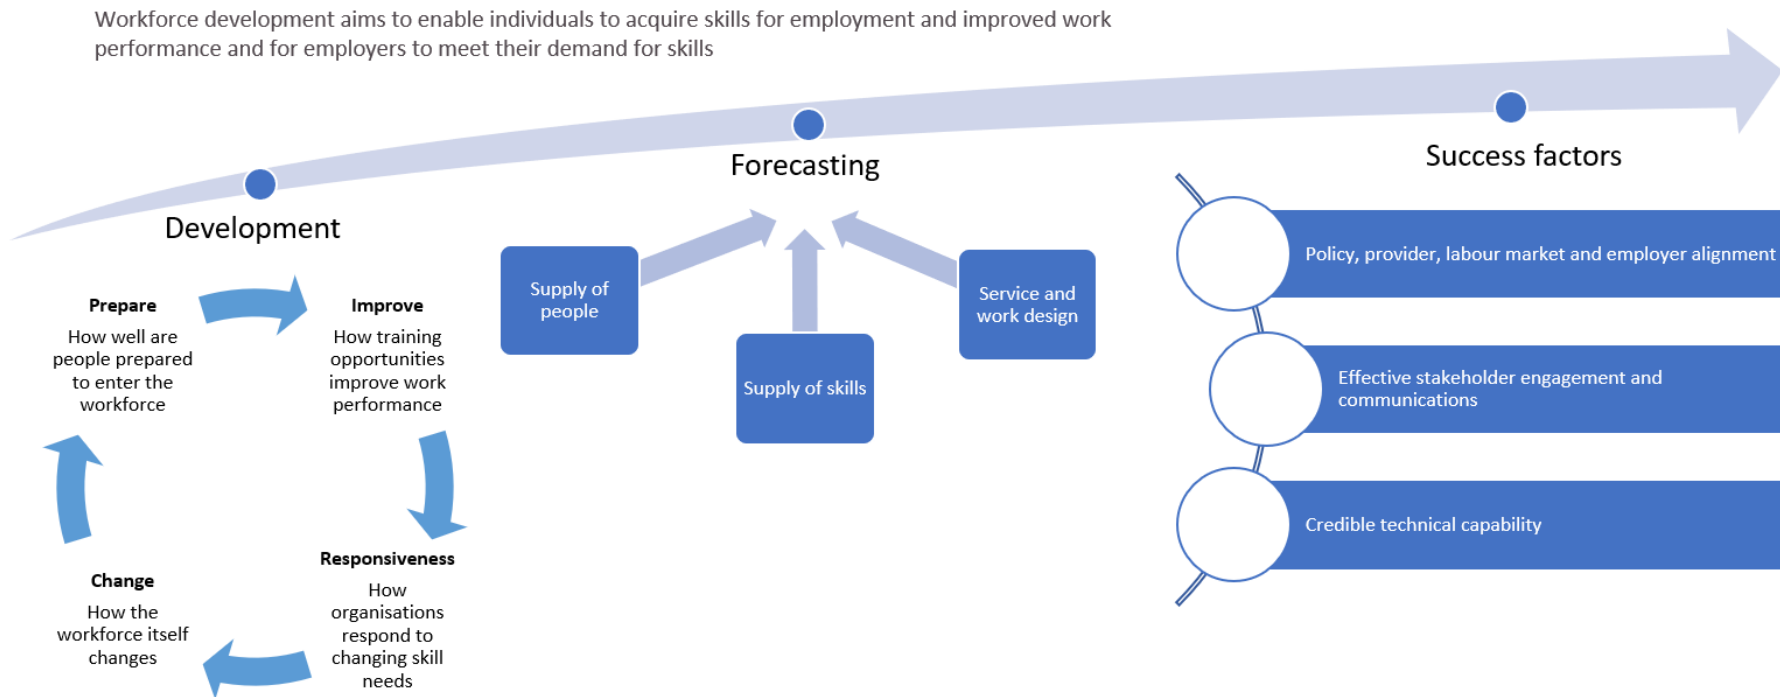 Workforce development aims to enable individuals to acquire skills for employment and improved work
performance and for employers to meet their demand for skills
Development
Prepare
How well are
people prepared
to enter the
workforce
Improve
How training
opportunities
improve work
performance
Responsiveness
How
organisations
respond to
changing skill
needs
Change
How the
workforce itself
changes
Forecasting
Supply of
people
Supply of skills
Service and
work design
Success factors
Policy, provider, labour market and employer alignment
Effective stakeholder engagement and
communications
Credible technical capability